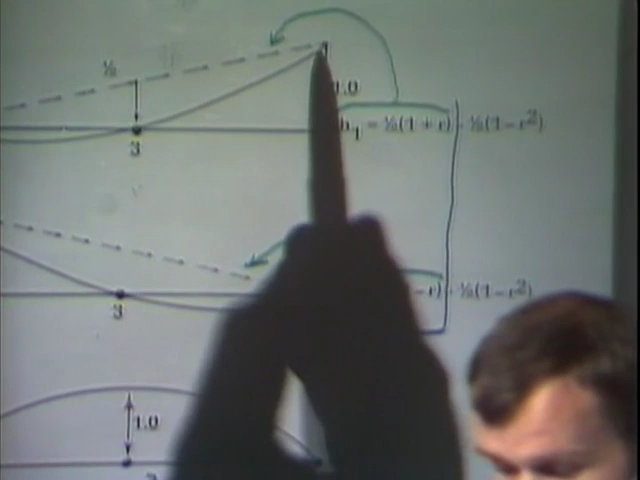 ½
1.0
h₁ = ½(1 + r) - ½(1 - r²)
3
- r) - ½(1 - r²)
3
1.0